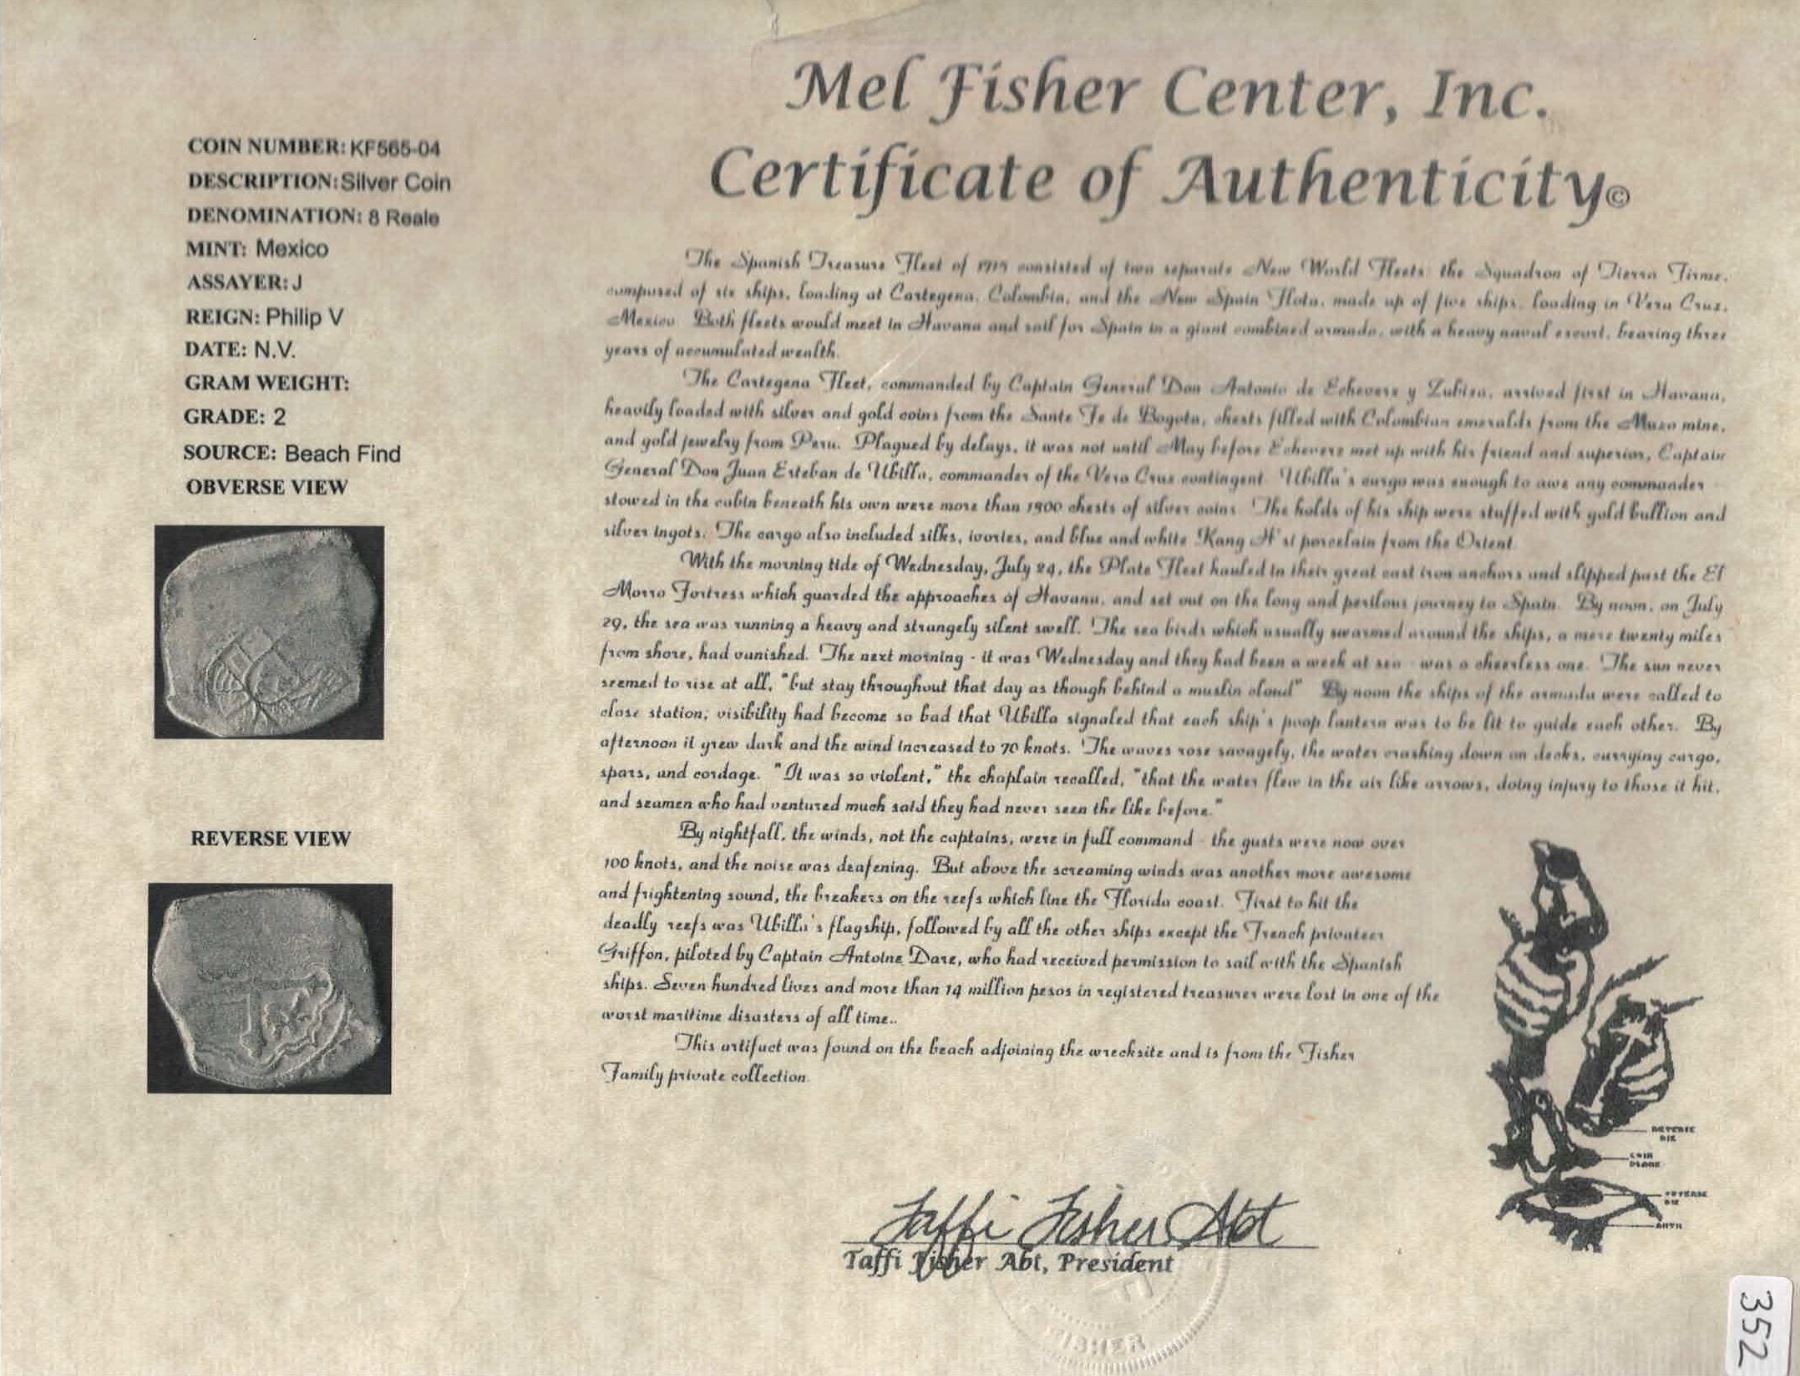 Mel Fisher Center, Inc.
Certificate of Authenticity©
COIN NUMBER: KF565-04
DESCRIPTION: Silver Coin
DENOMINATION: 8 Reale
MINT: Mexico
ASSAYER: J
REIGN: Philip V
DATE: N.V.
GRAM WEIGHT:
GRADE: 2
SOURCE: Beach Find
OBVERSE VIEW
REVERSE VIEW
The Spanish Treasure Fleet of 1715 consisted of two separate New World Fleets: the Squadron of Tierra Firme,
composed of six ships, loading at Cartegena, Colombia, and the New Spain Flota, made up of five ships, loading in Vera Cruz,
Mexico. Both fleets would meet in Havana and sail for Spain in a giant combined armada, with a heavy naval escort, bearing three
years of accumulated wealth.
The Cartegena Fleet, commanded by Captain General Don Antonio de Echevere y Zubiza, arrived first in Havana,
heavily loaded with silver and gold coins from the Sante Fe de Bogota, chests filled with Colombian emeralds from the Muzo mine,
and gold jewelry from Peru. Plagued by delays, it was not until May before Echevere met up with his friend and superior, Captain
General Don Juan Esteban de Ubilla, commander of the Vera Cruz contingent. Ubilla's cargo was enough to awe any commander -
stowed in the cabin beneath his own were more than 1300 chests of silver coins. The holds of his ship were stuffed with gold bullion and
silver ingots. The cargo also included silks, ivories, and blue and white Kang H'si porcelain from the Orient.
With the morning tide of Wednesday, July 24, the Plate Fleet hauled in their great cast iron anchors and slipped past the El
Morro Fortress which guarded the approaches of Havana, and set out on the long and perilous journey to Spain. By noon, on July
29, the sea was running a heavy and strangely silent swell. The sea birds which usually swarmed around the ships, a mere twenty miles
from shore, had vanished. The next morning - it was Wednesday and they had been a week at sea - was a cheerless one. The sun never
seemed to rise at all, "but stay throughout that day as though behind a muslin cloud" By noon the ships of the armada were called to
close station; visibility had become so bad that Ubilla signaled that each ship's poop lantern was to be lit to guide each other. By
afternoon it grew dark and the wind increased to 70 knots. The waves rose savagely, the water crashing down on decks, carrying cargo,
spars, and cordage. "It was so violent," the chaplain recalled, "that the water flew in the air like arrows, doing injury to those it hit,
and seamen who had ventured much said they had never seen the like before."
By nightfall, the winds, not the captains, were in full command - the gusts were now over
100 knots, and the noise was deafening. But above the screaming winds was another more awesome
and frightening sound, the breakers on the reefs which line the Florida coast. First to hit the
deadly reefs was Ubilla's flagship, followed by all the other ships except the French privateer
Griffon, piloted by Captain Antoine Dare, who had received permission to sail with the Spanish
ships. Seven hundred lives and more than 14 million pesos in registered treasures were lost in one of the
worst maritime disasters of all time..
This artifact was found on the beach adjoining the wrecksite and is from the Fisher
Family private collection.
REVERSE
DIE
COIN
OBVERSE
DIE
Taffi Fisher Abt
Taffi Fisher Abt, President
FISHER
352